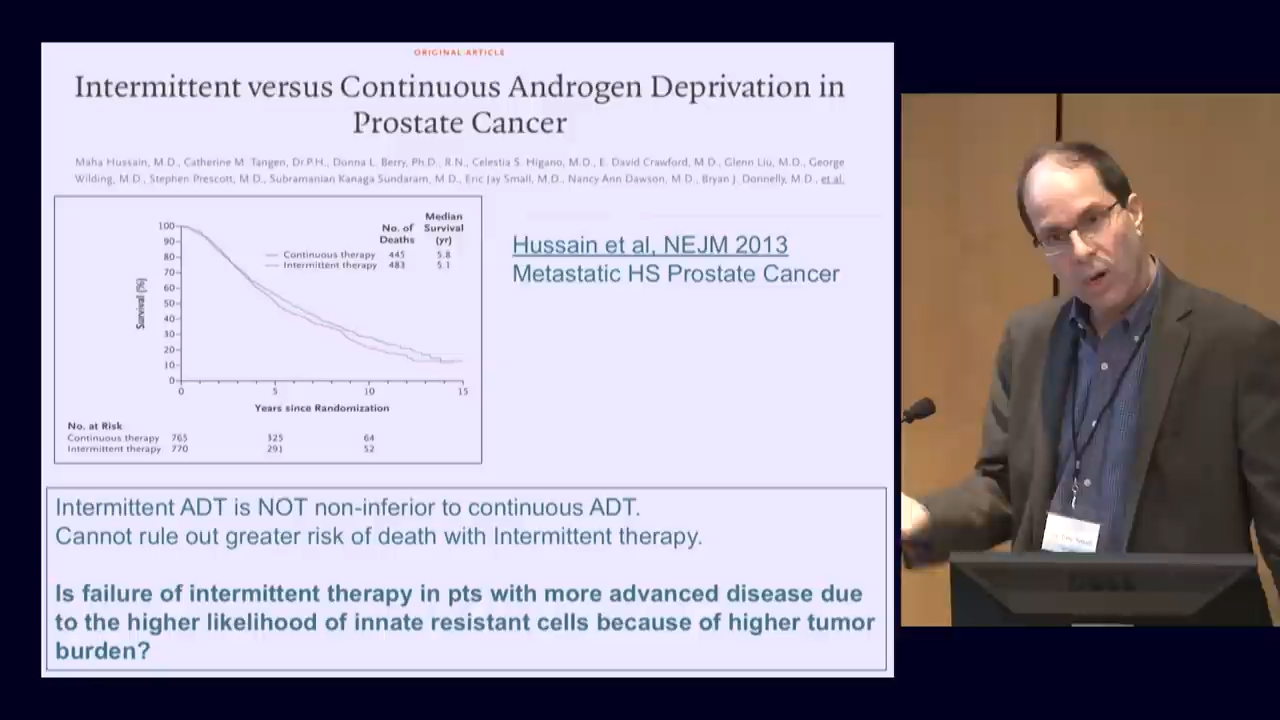 ORIGINAL ARTICLE
Intermittent versus Continuous Androgen Deprivation in
Prostate Cancer
Maha Hussain, M.D., Catherine M. Tangen, Dr.P.H., Donna L. Berry, Ph.D., R.N., Celestia S. Higano, M.D., E. David Crawford, M.D., Glenn Liu, M.D., George
Wilding, M.D., Stephen Prescott, M.D., Subramanian Kanaga Sundaram, M.D., Eric Jay Small, M.D., Nancy Ann Dawson, M.D., Bryan J. Donnelly, M.D., et al.
Hussain et al, NEJM 2013
Metastatic HS Prostate Cancer
No. of Deaths
Median Survival (yr)
Continuous therapy 445 5.8
Intermittent therapy 483 5.1
Survival (%)
100
90
80
70
60
50
40
30
20
10
0
0 5 10 15
Years since Randomization
No. at Risk
Continuous therapy 765 325 64
Intermittent therapy 770 291 52
Intermittent ADT is NOT non-inferior to continuous ADT.
Cannot rule out greater risk of death with Intermittent therapy.
Is failure of intermittent therapy in pts with more advanced disease due
to the higher likelihood of innate resistant cells because of higher tumor
burden?
DELL